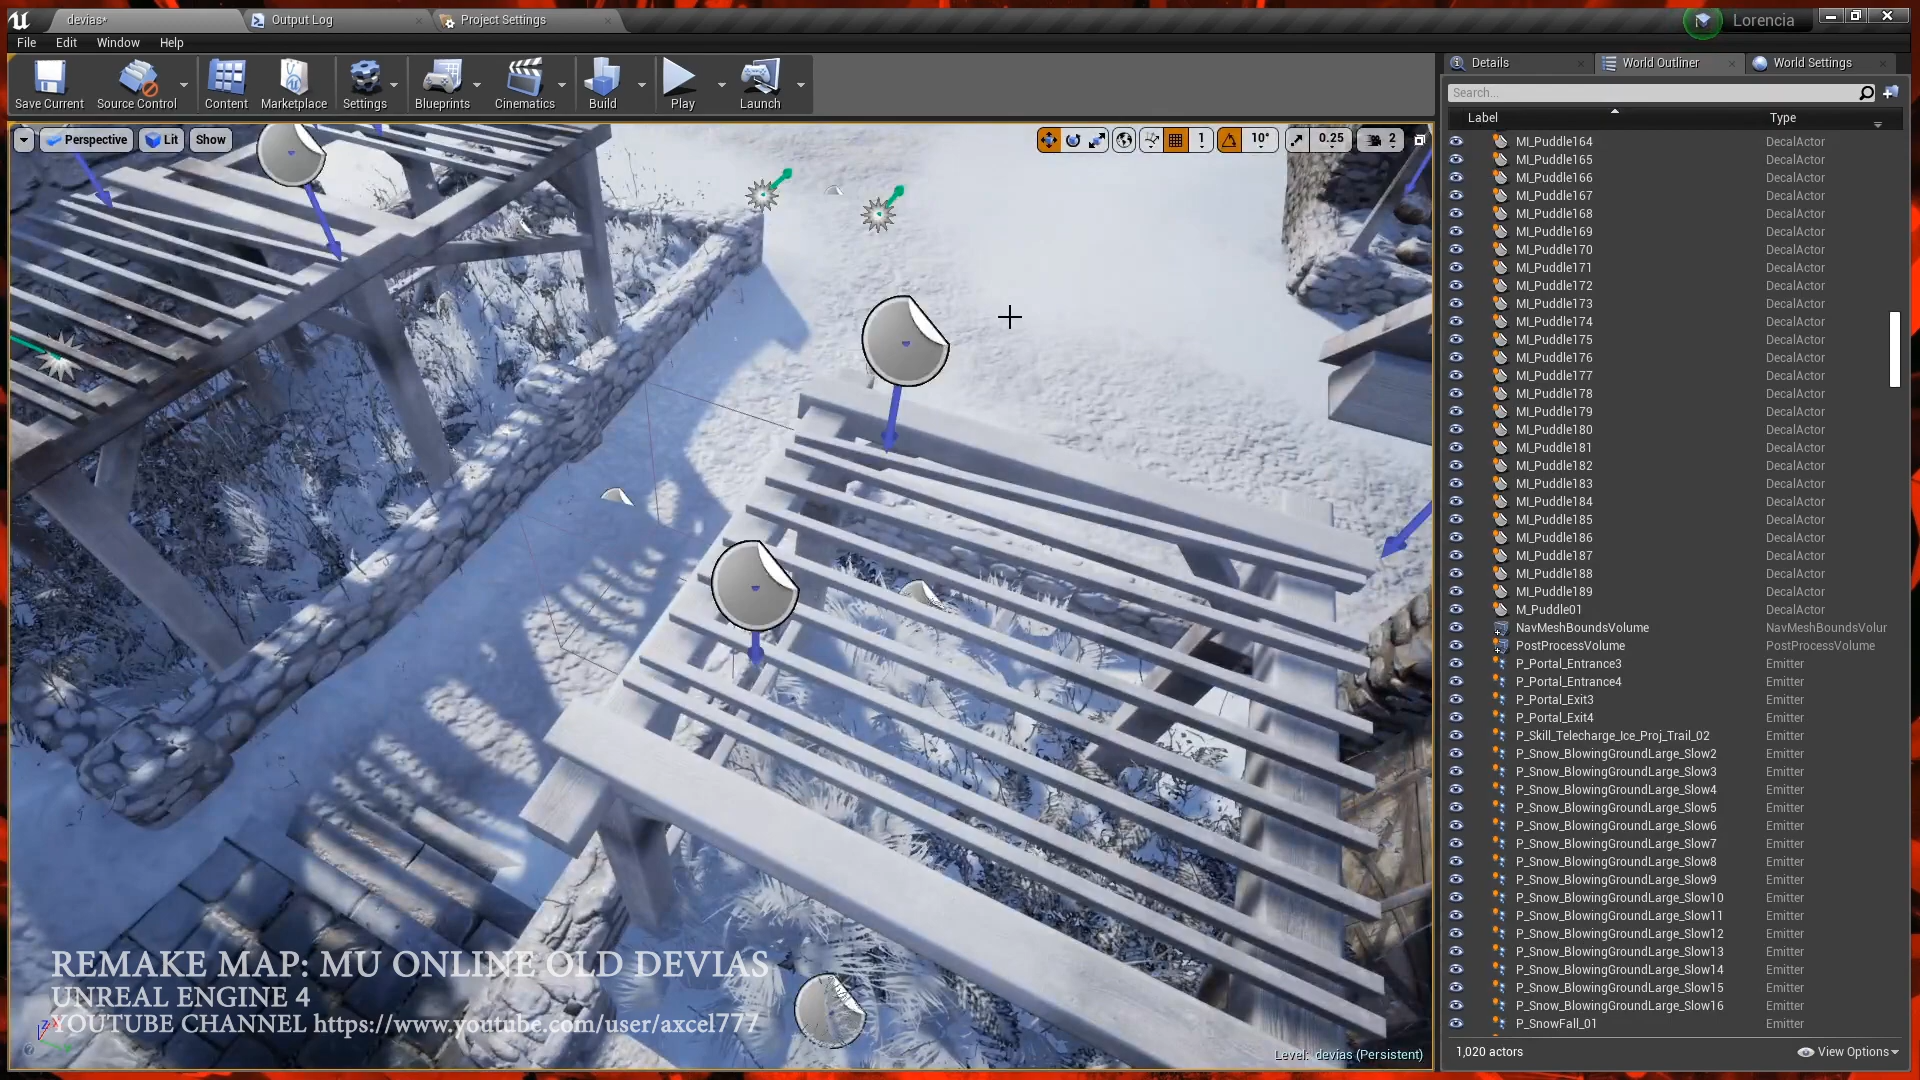 devias*
Output Log
Project Settings
Lorencia
File
Edit
Window
Help
Save Current
Source Control
Content
Marketplace
Settings
Blueprints
Cinematics
Build
Play
Launch
Perspective
Lit
Show
1
10°
0.25
2
Details
World Outliner
World Settings
Search...
Label
Type
MI_Puddle164 DecalActor
MI_Puddle165 DecalActor
MI_Puddle166 DecalActor
MI_Puddle167 DecalActor
MI_Puddle168 DecalActor
MI_Puddle169 DecalActor
MI_Puddle170 DecalActor
MI_Puddle171 DecalActor
MI_Puddle172 DecalActor
MI_Puddle173 DecalActor
MI_Puddle174 DecalActor
MI_Puddle175 DecalActor
MI_Puddle176 DecalActor
MI_Puddle177 DecalActor
MI_Puddle178 DecalActor
MI_Puddle179 DecalActor
MI_Puddle180 DecalActor
MI_Puddle181 DecalActor
MI_Puddle182 DecalActor
MI_Puddle183 DecalActor
MI_Puddle184 DecalActor
MI_Puddle185 DecalActor
MI_Puddle186 DecalActor
MI_Puddle187 DecalActor
MI_Puddle188 DecalActor
MI_Puddle189 DecalActor
M_Puddle01 DecalActor
NavMeshBoundsVolume NavMeshBoundsVolur
PostProcessVolume PostProcessVolume
P_Portal_Entrance3 Emitter
P_Portal_Entrance4 Emitter
P_Portal_Exit3 Emitter
P_Portal_Exit4 Emitter
P_Skill_Telecharge_Ice_Proj_Trail_02 Emitter
P_Snow_BlowingGroundLarge_Slow2 Emitter
P_Snow_BlowingGroundLarge_Slow3 Emitter
P_Snow_BlowingGroundLarge_Slow4 Emitter
P_Snow_BlowingGroundLarge_Slow5 Emitter
P_Snow_BlowingGroundLarge_Slow6 Emitter
P_Snow_BlowingGroundLarge_Slow7 Emitter
P_Snow_BlowingGroundLarge_Slow8 Emitter
P_Snow_BlowingGroundLarge_Slow9 Emitter
P_Snow_BlowingGroundLarge_Slow10 Emitter
P_Snow_BlowingGroundLarge_Slow11 Emitter
P_Snow_BlowingGroundLarge_Slow12 Emitter
P_Snow_BlowingGroundLarge_Slow13 Emitter
P_Snow_BlowingGroundLarge_Slow14 Emitter
P_Snow_BlowingGroundLarge_Slow15 Emitter
P_Snow_BlowingGroundLarge_Slow16 Emitter
P_SnowFall_01 Emitter
1,020 actors
View Options
REMAKE MAP: MU ONLINE OLD DEVIAS
UNREAL ENGINE 4
YOUTUBE CHANNEL https://www.youtube.com/user/axcel777
Level: devias (Persistent)